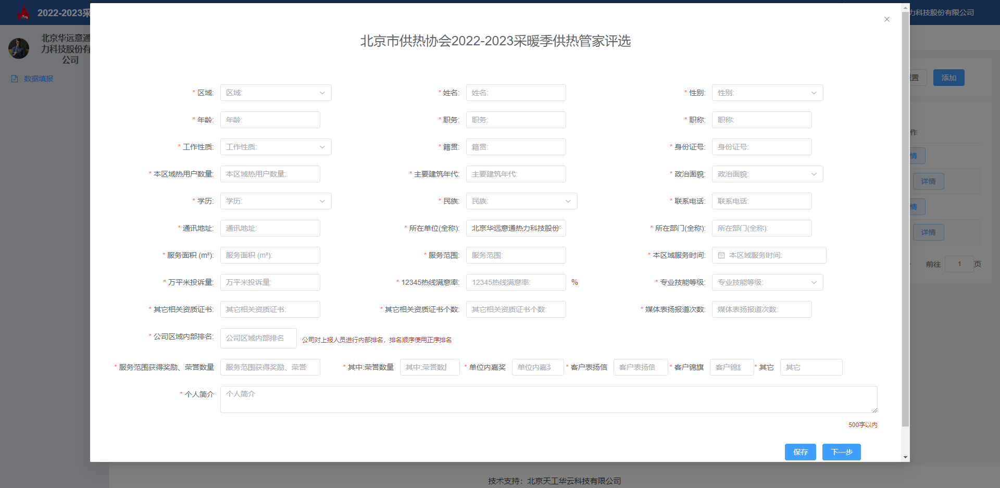 2022-2023采
力科技股份有限公司
北京华远意通
力科技股份有
公司
数据填报
北京市供热协会2022-2023采暖季供热管家评选
置 添加
* 区域: 区域: * 姓名: 姓名: * 性别: 性别:
* 年龄: 年龄: * 职务: 职务: * 职称: 职称:
作
* 工作性质: 工作性质: * 籍贯: 籍贯: * 身份证号: 身份证号:
情
* 本区域热用户数量: 本区域热用户数量: * 主要建筑年代: 主要建筑年代: * 政治面貌: 政治面貌:
详情
* 学历: 学历: * 民族: 民族: * 联系电话: 联系电话:
情
* 通讯地址: 通讯地址: * 所在单位(全称): 北京华远意通热力科技股份 * 所在部门(全称): 所在部门(全称):
详情
* 服务面积 (m²): 服务面积 (m²): * 服务范围: 服务范围: * 本区域服务时间: 本区域服务时间:
前往 1 页
* 万平米投诉量: 万平米投诉量: * 12345热线满意率: 12345热线满意率: % * 专业技能等级: 专业技能等级:
* 其它相关资质证书: 其它相关资质证书: * 其它相关资质证书个数: 其它相关资质证书个数: * 媒体表扬报道次数: 媒体表扬报道次数:
* 公司区域内部排名: 公司区域内部排名 公司对上报人员进行内部排名，排名顺序使用正序排名
* 服务范围获得奖励、荣誉数量 服务范围获得奖励、荣誉 * 其中:荣誉数量 其中:荣誉数 * 单位内嘉奖 单位内嘉奖 * 客户表扬信 客户表扬信 * 客户锦旗 客户锦旗 * 其它 其它
* 个人简介 个人简介
500字以内
保存 下一步
技术支持：北京天工华云科技有限公司